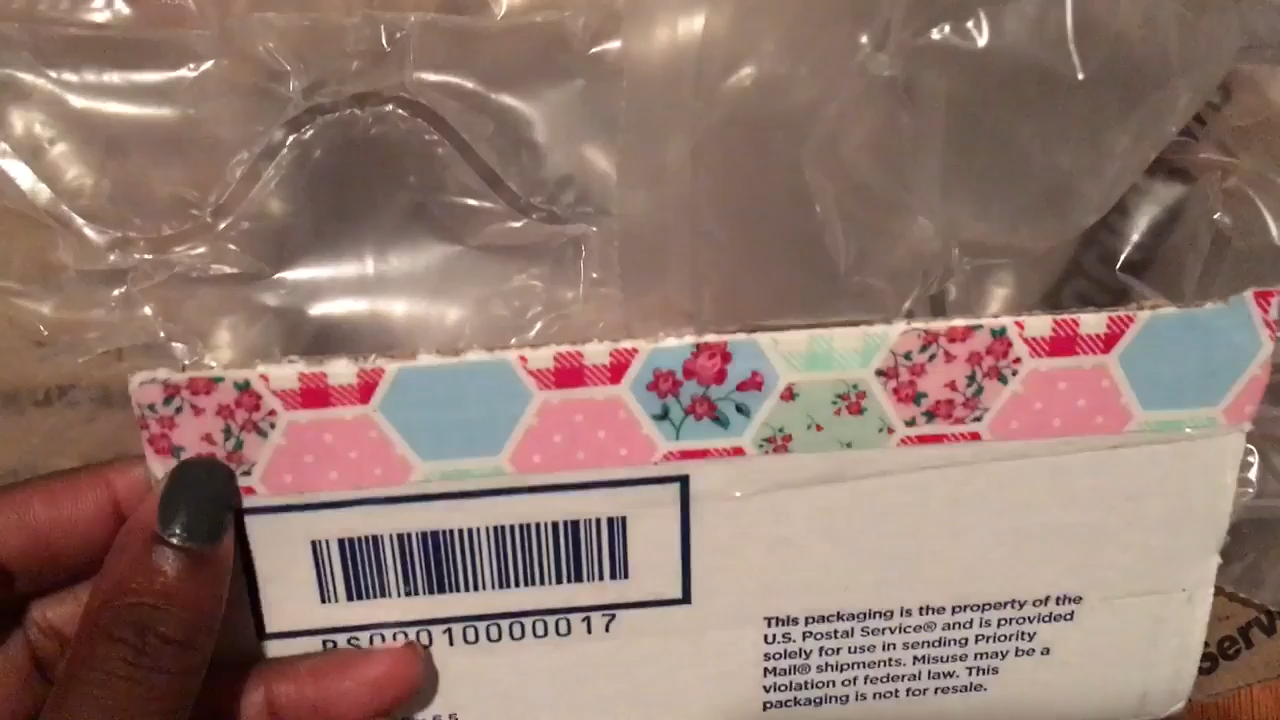 PS00010000017
This packaging is the property of the
U.S. Postal Service® and is provided
solely for use in sending Priority
Mail® shipments. Misuse may be a
violation of federal law. This
packaging is not for resale.